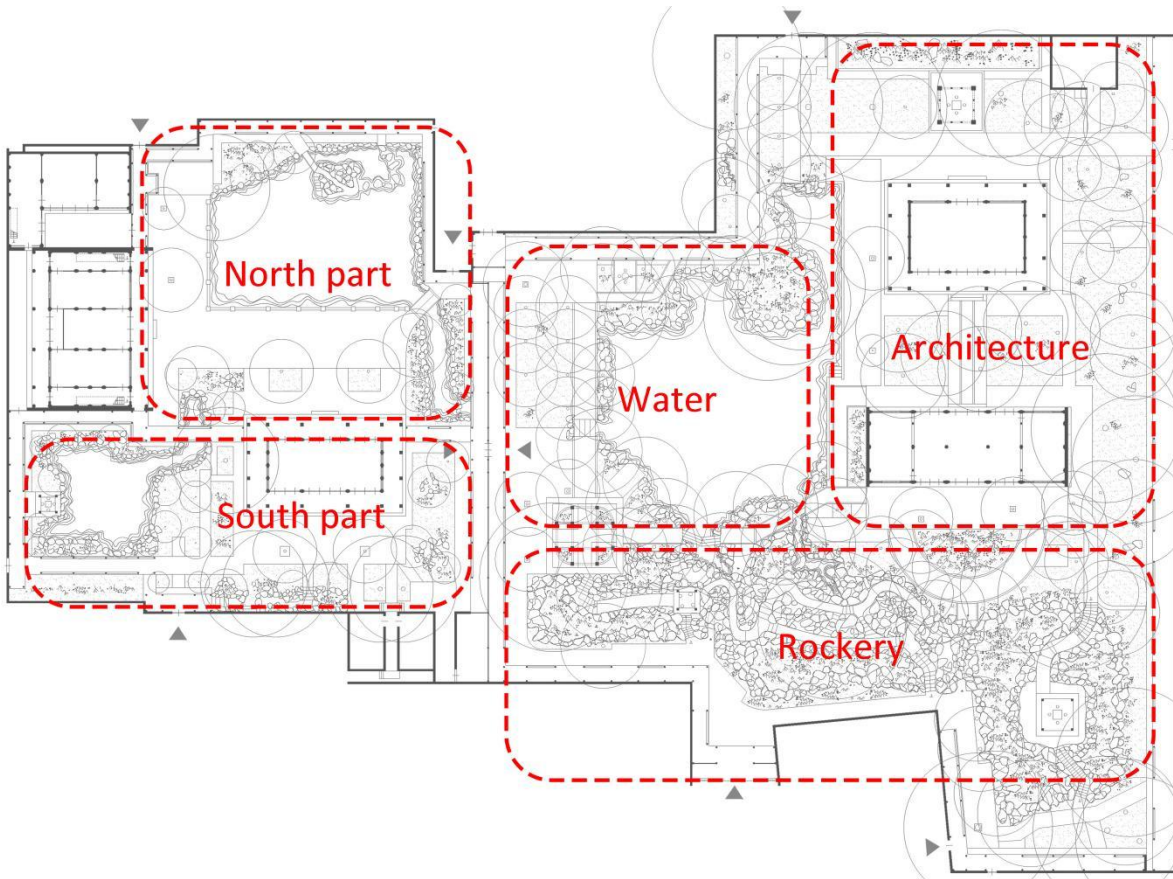 North part
Architecture
Water
South part
Rockery